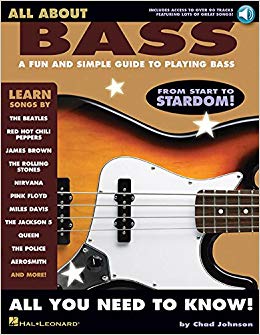 ALL ABOUT
INCLUDES ACCESS TO OVER 90 TRACKS
FEATURING LOTS OF GREAT SONGS!
BASS
A FUN AND SIMPLE GUIDE TO PLAYING BASS
LEARN
SONGS BY
THE BEATLES
RED HOT CHILI
PEPPERS
JAMES BROWN
THE ROLLING
STONES
NIRVANA
PINK FLOYD
MILES DAVIS
THE JACKSON 5
QUEEN
THE POLICE
AEROSMITH
AND MORE!
FROM START TO
STARDOM!
ALL YOU NEED TO KNOW!
HAL•LEONARD®
by Chad Johnson